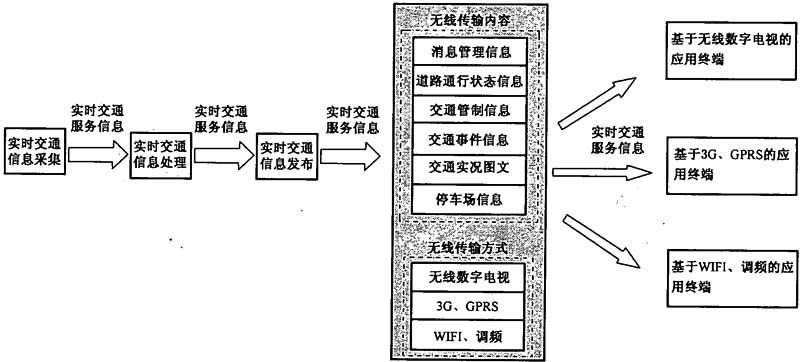 实时交通
信息采集
实时交通
服务信息
实时交通
信息处理
实时交通
服务信息
实时交通
信息发布
实时交通
服务信息
无线传输内容
消息管理信息
道路通行状态信息
交通管制信息
交通事件信息
交通实况图文
停车场信息
无线传输方式
无线数字电视
3G、GPRS
WIFI、调频
实时交通
服务信息
基于无线数字电视的
应用终端
基于3G、GPRS的应
用终端
基于WIFI、调频的应
用终端